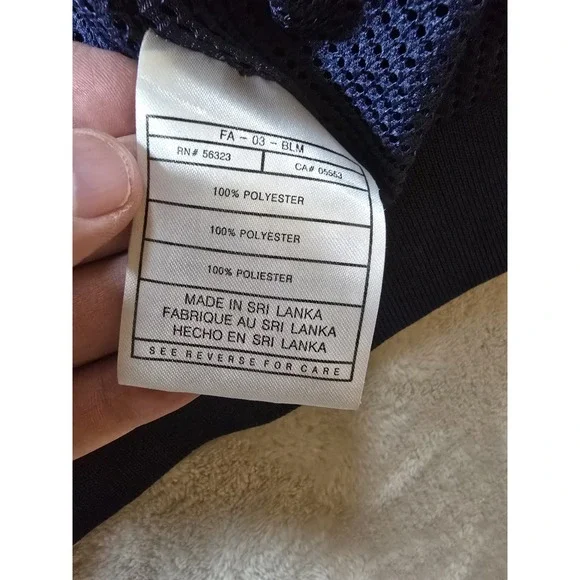 FA - 03 - BLM
RN# 56323 CA# 05553
100% POLYESTER
100% POLYESTER
100% POLIESTER
MADE IN SRI LANKA
FABRIQUE AU SRI LANKA
HECHO EN SRI LANKA
SEE REVERSE FOR CARE